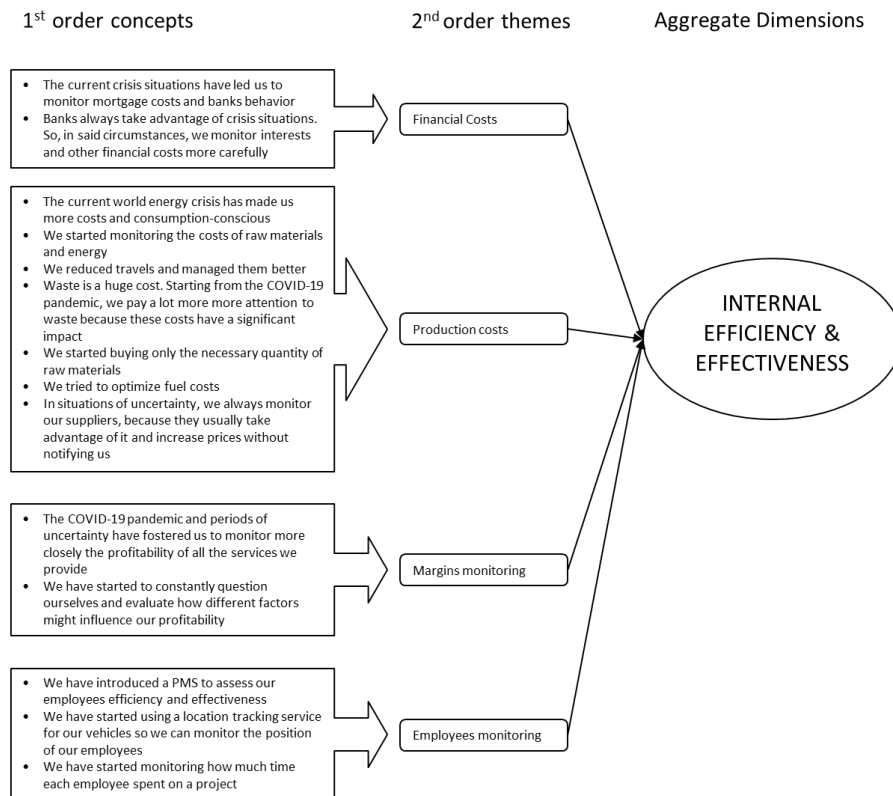 1st order concepts
2nd order themes
Aggregate Dimensions
• The current crisis situations have led us to
monitor mortgage costs and banks behavior
• Banks always take advantage of crisis situations.
So, in said circumstances, we monitor interests
and other financial costs more carefully
Financial Costs
• The current world energy crisis has made us
more costs and consumption-conscious
• We started monitoring the costs of raw materials
and energy
• We reduced travels and managed them better
• Waste is a huge cost. Starting from the COVID-19
pandemic, we pay a lot more more attention to
waste because these costs have a significant
impact
• We started buying only the necessary quantity of
raw materials
• We tried to optimize fuel costs
• In situations of uncertainty, we always monitor
our suppliers, because they usually take
advantage of it and increase prices without
notifying us
Production costs
INTERNAL
EFFICIENCY &
EFFECTIVENESS
• The COVID-19 pandemic and periods of
uncertainty have fostered us to monitor more
closely the profitability of all the services we
provide
• We have started to constantly question
ourselves and evaluate how different factors
might influence our profitability
Margins monitoring
• We have introduced a PMS to assess our
employees efficiency and effectiveness
• We have started using a location tracking service
for our vehicles so we can monitor the position
of our employees
• We have started monitoring how much time
each employee spent on a project
Employees monitoring